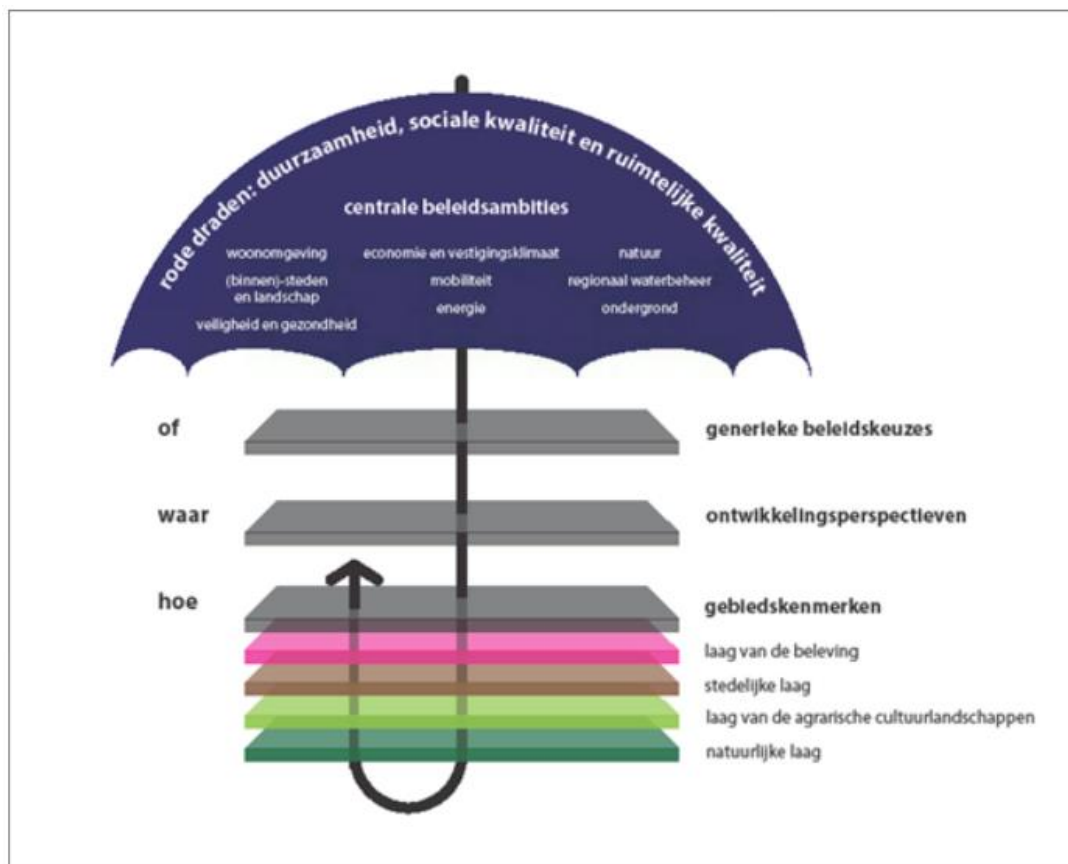 rode draden: duurzaamheid, sociale kwaliteit en ruimtelijke kwaliteit
centrale beleidsambities
woonomgeving
(binnen)-steden
en landschap
veiligheid en gezondheid
economie en vestigingsklimaat
mobiliteit
energie
natuur
regionaal waterbeheer
ondergrond
of
generieke beleidskeuzes
waar
ontwikkelingsperspectieven
hoe
gebiedskenmerken
laag van de beleving
stedelijke laag
laag van de agrarische cultuurlandschappen
natuurlijke laag